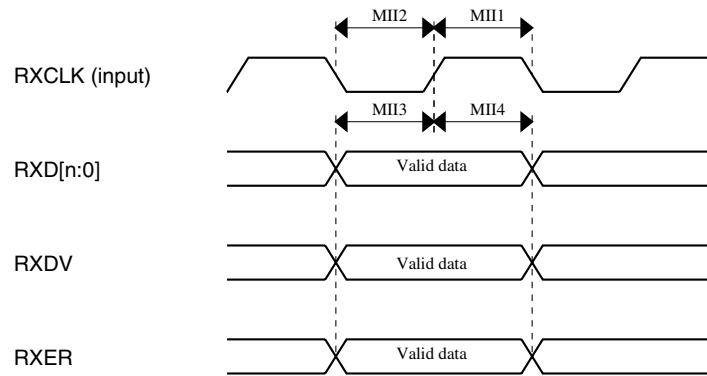 MII2 MII1
RXCLK (input)
MII3 MII4
RXD[n:0] Valid data
RXDV Valid data
RXER Valid data